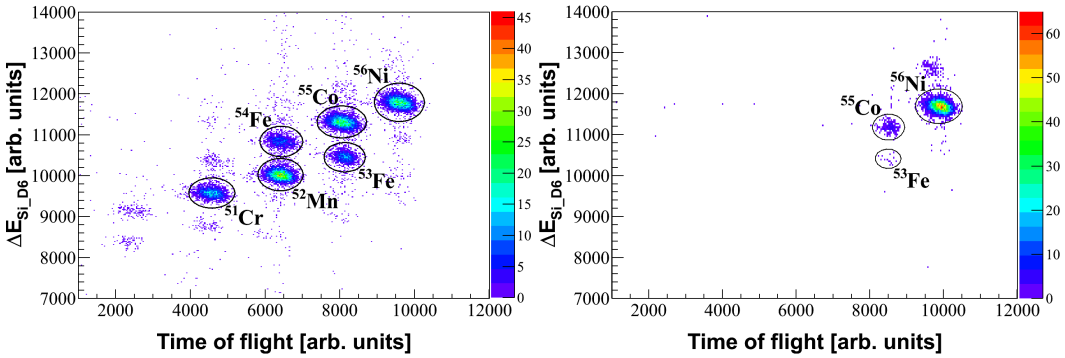 ΔE_Si_D6 [arb. units]
14000
13000
12000
11000
10000
9000
8000
7000
2000 4000 6000 8000 10000 12000
Time of flight [arb. units]
⁵⁶Ni
⁵⁵Co
⁵⁴Fe
⁵³Fe
⁵²Mn
⁵¹Cr
45
40
35
30
25
20
15
10
5
0
ΔE_Si_D6 [arb. units]
14000
13000
12000
11000
10000
9000
8000
7000
2000 4000 6000 8000 10000 12000
Time of flight [arb. units]
⁵⁶Ni
⁵⁵Co
⁵³Fe
60
50
40
30
20
10
0